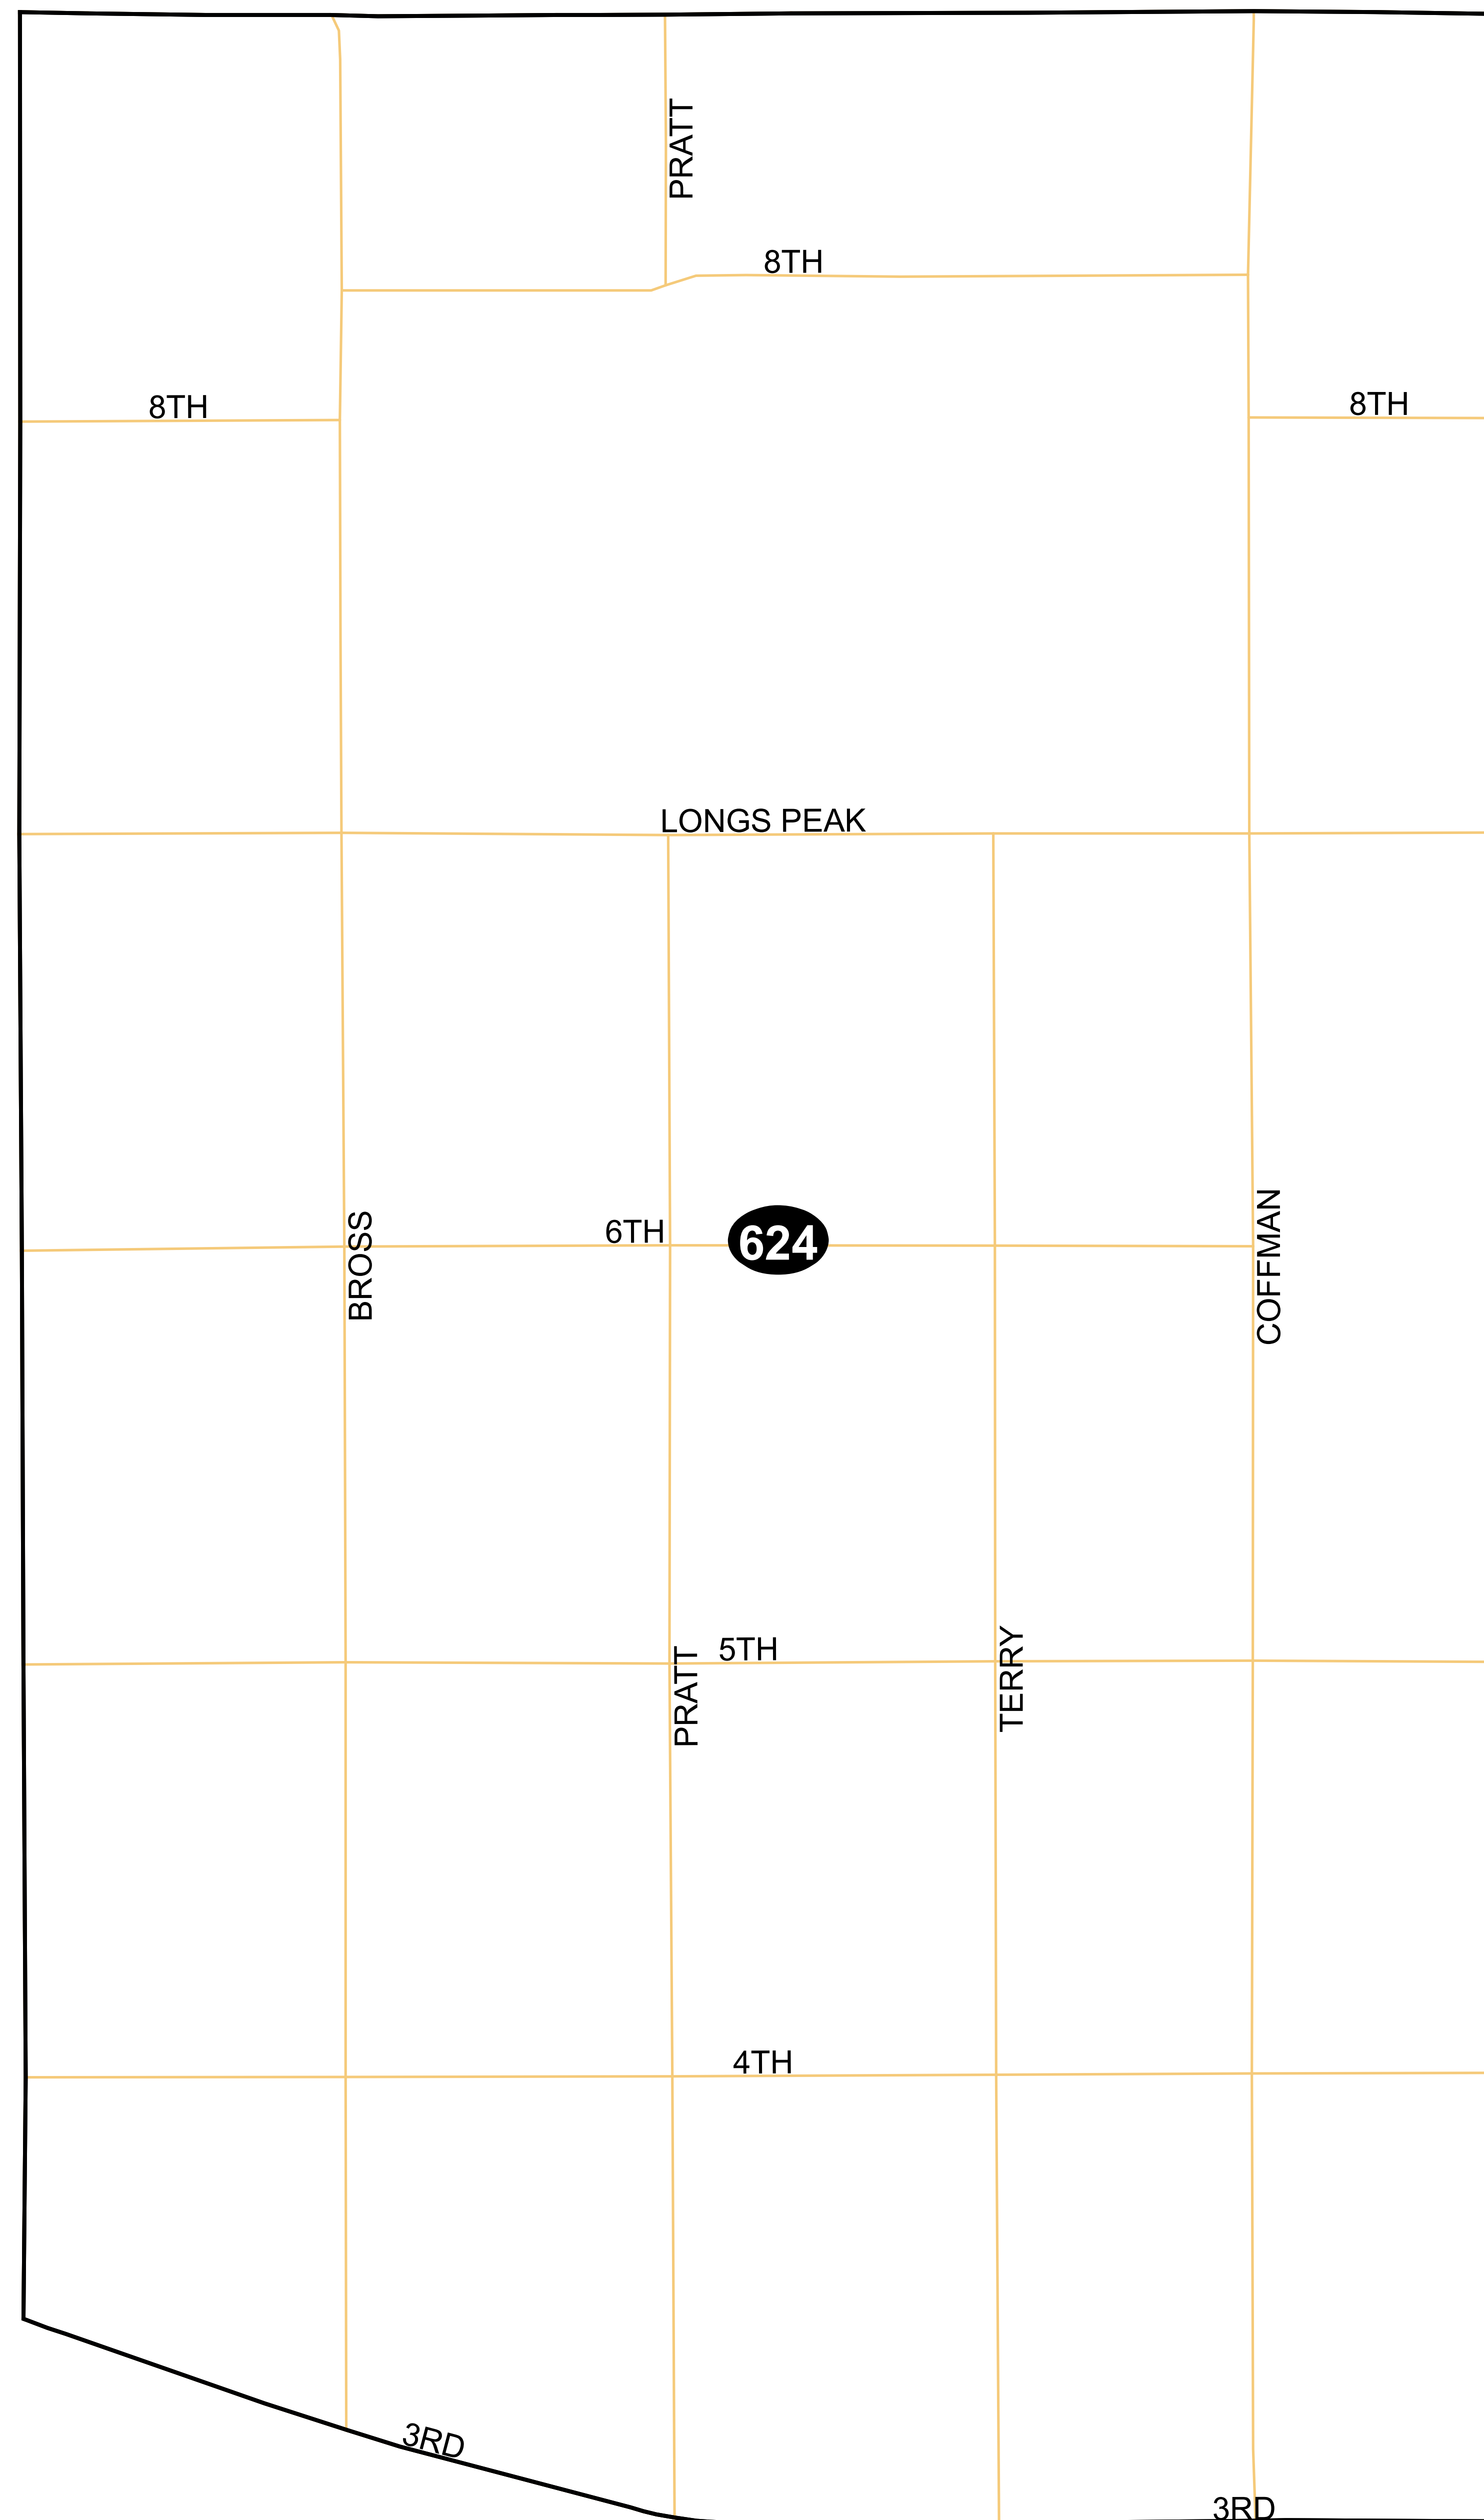 PRATT
8TH
8TH
8TH
LONGS PEAK
6TH
624
BROSS
COFFMAN
5TH
PRATT
TERRY
4TH
3RD
3RD